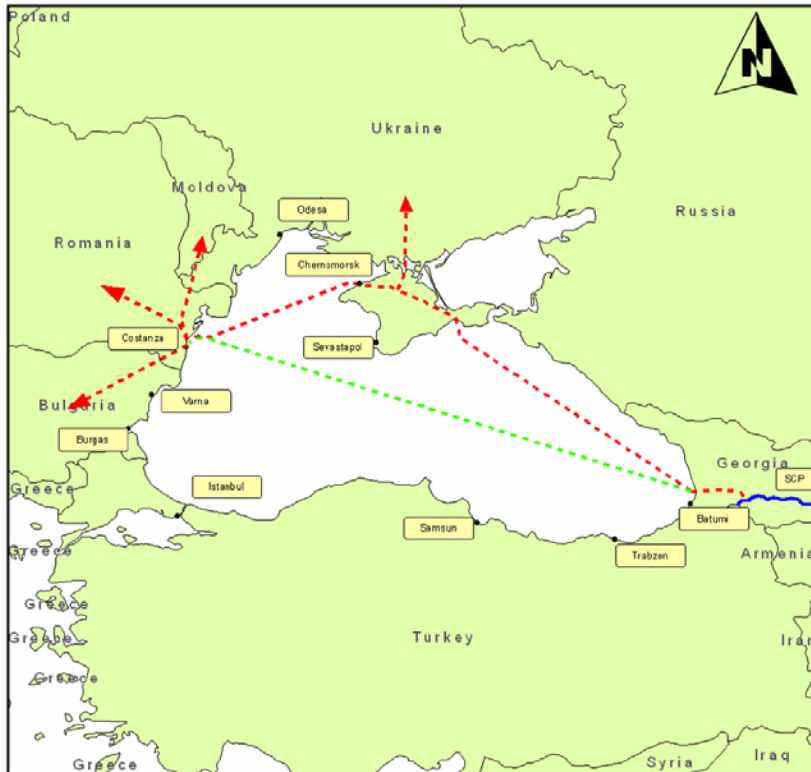 Poland
N
Ukraine
Moldova
Odesa
Russia
Romania
Chernomorsk
Costanza
Sevastapol
Varna
Bulgaria
Burgas
Georgia
SCP
Greece
Istanbul
Batumi
Samsun
Greece
Trabzon
Armenia
Greece
Greece
Turkey
Iran
Greece
Greece
Syria
Iraq